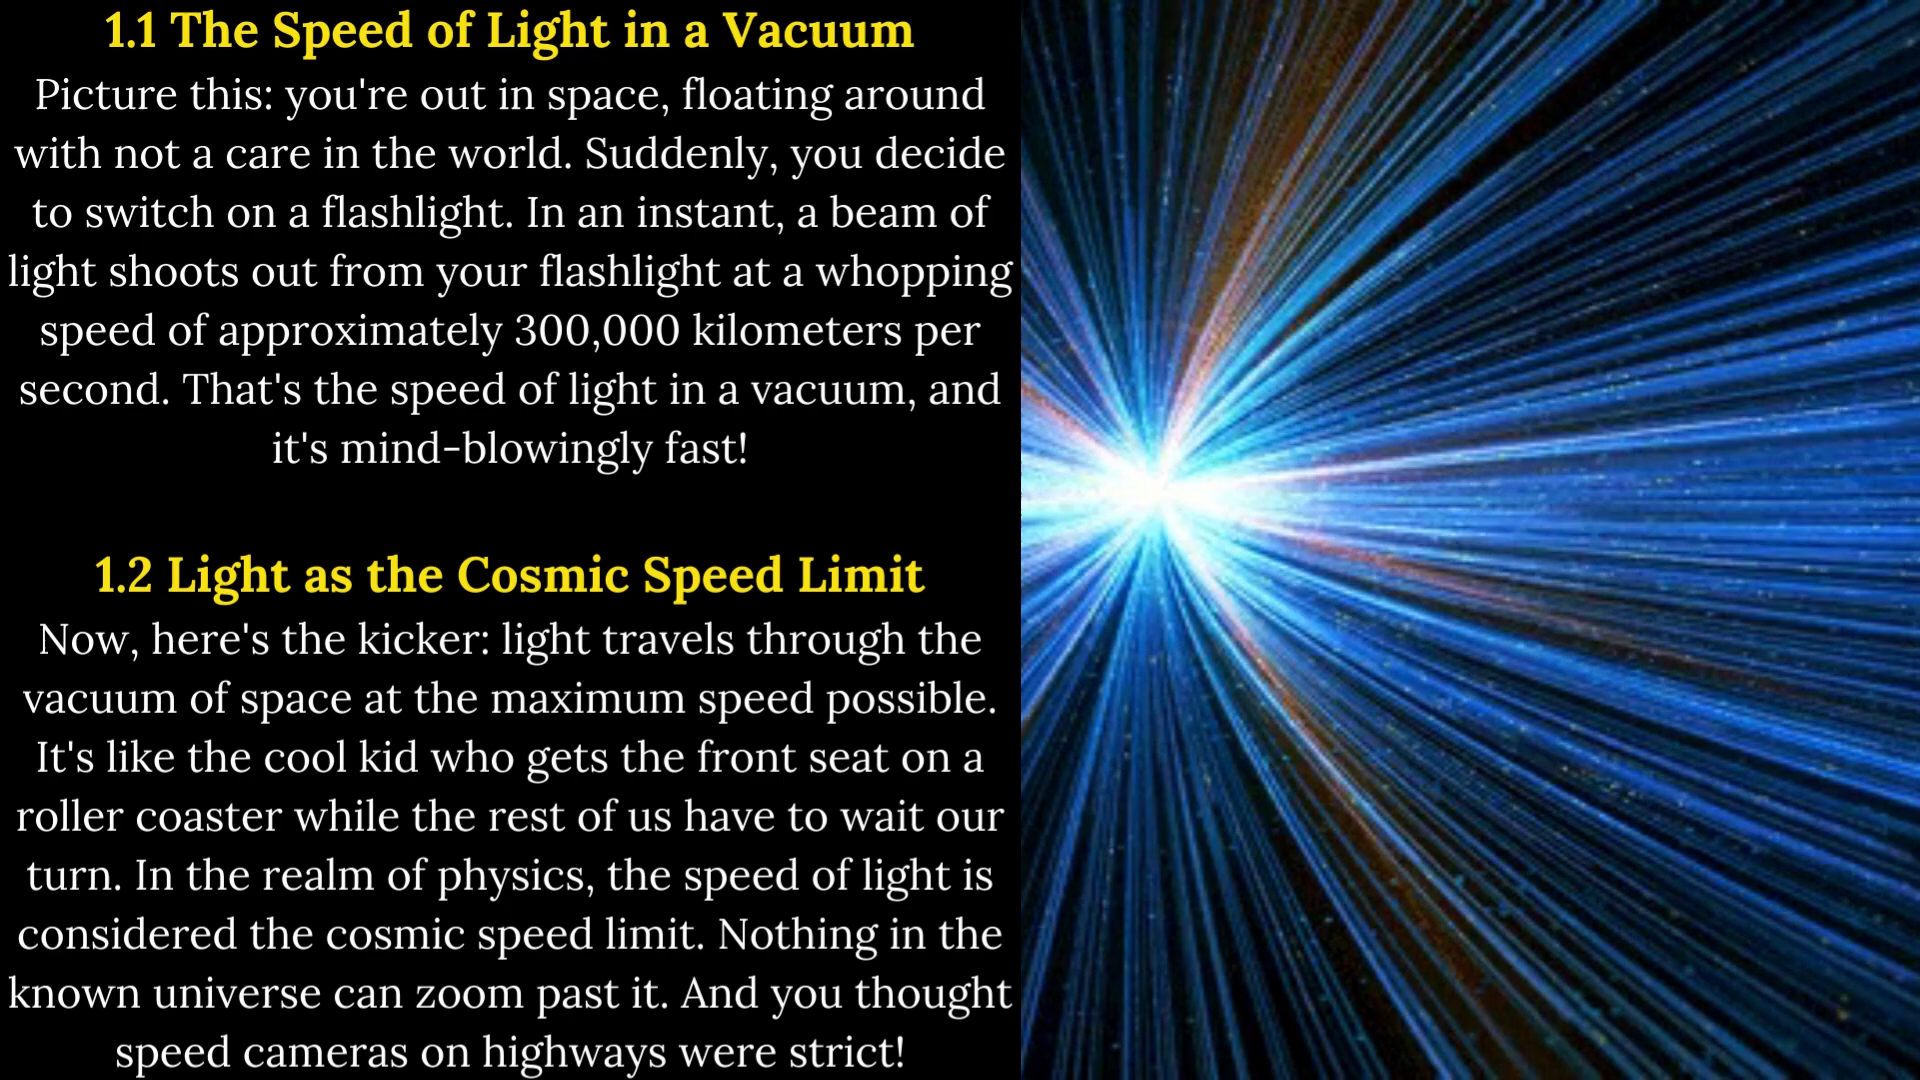 1.1 The Speed of Light in a Vacuum
Picture this: you're out in space, floating around
with not a care in the world. Suddenly, you decide
to switch on a flashlight. In an instant, a beam of
light shoots out from your flashlight at a whopping
speed of approximately 300,000 kilometers per
second. That's the speed of light in a vacuum, and
it's mind-blowingly fast!
1.2 Light as the Cosmic Speed Limit
Now, here's the kicker: light travels through the
vacuum of space at the maximum speed possible.
It's like the cool kid who gets the front seat on a
roller coaster while the rest of us have to wait our
turn. In the realm of physics, the speed of light is
considered the cosmic speed limit. Nothing in the
known universe can zoom past it. And you thought
speed cameras on highways were strict!